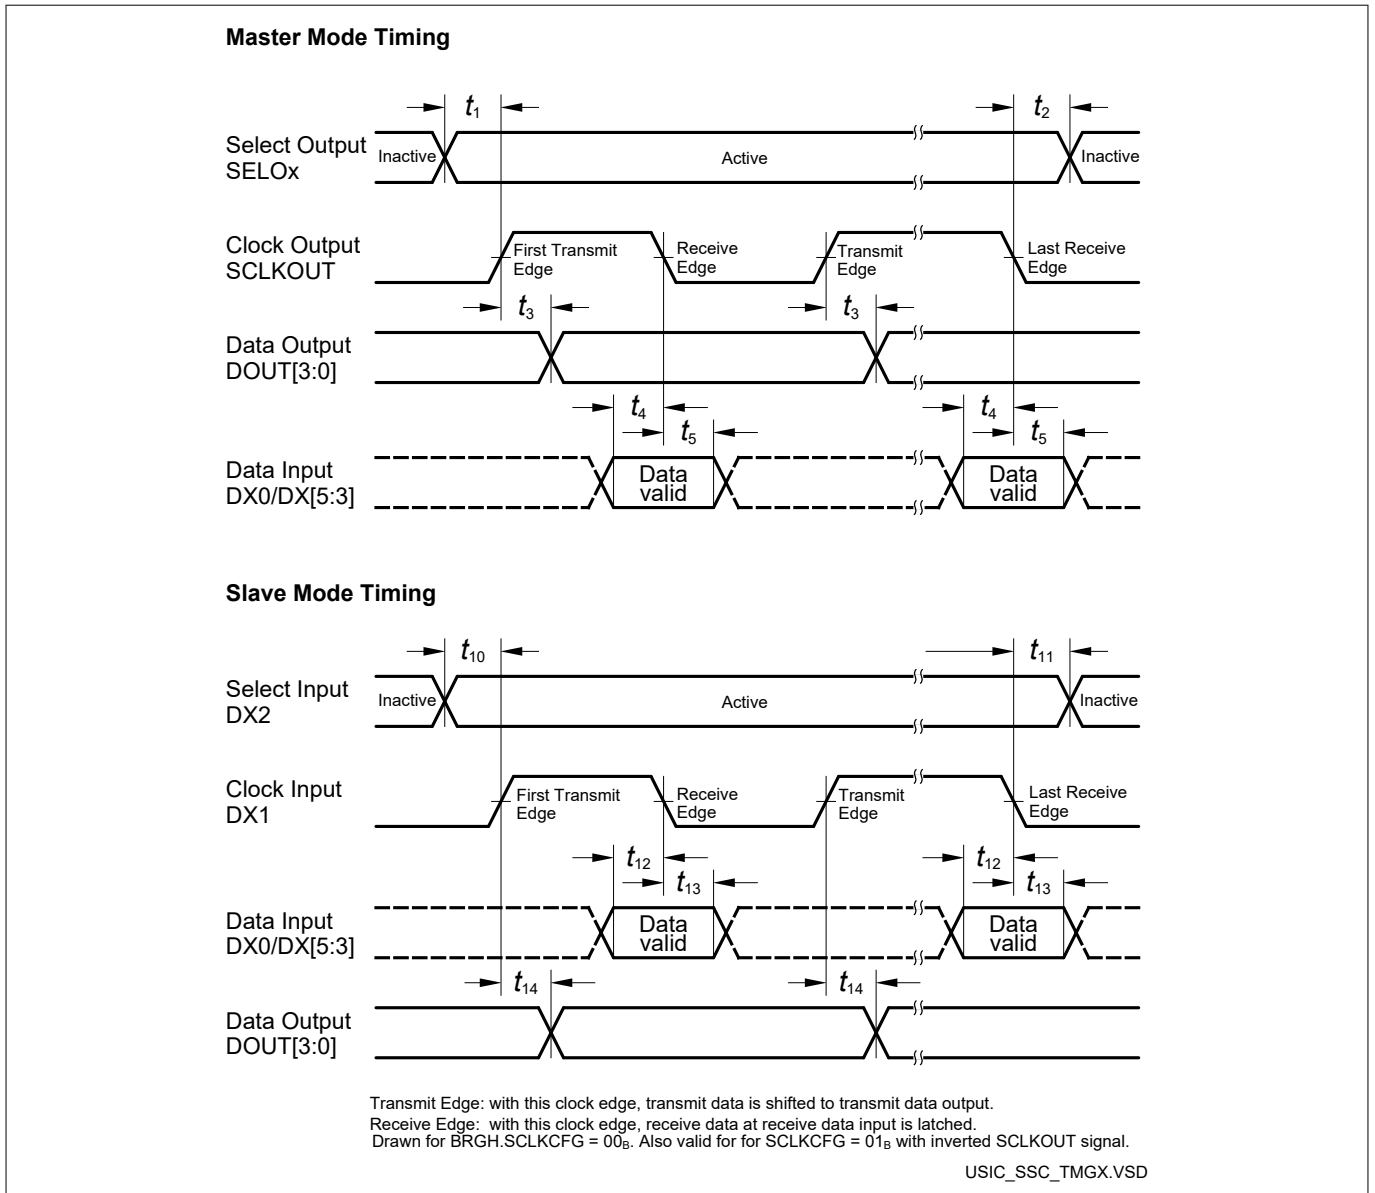 Master Mode Timing
t1
t2
Select Output
SELOx
Inactive
Active
Inactive
Clock Output
SCLKOUT
First Transmit
Edge
Receive
Edge
Transmit
Edge
Last Receive
Edge
t3
t3
Data Output
DOUT[3:0]
t4
t4
t5
t5
Data Input
DX0/DX[5:3]
Data
valid
Data
valid
Slave Mode Timing
t10
t11
Select Input
DX2
Inactive
Active
Inactive
Clock Input
DX1
First Transmit
Edge
Receive
Edge
Transmit
Edge
Last Receive
Edge
t12
t12
t13
t13
Data Input
DX0/DX[5:3]
Data
valid
Data
valid
t14
t14
Data Output
DOUT[3:0]
Transmit Edge: with this clock edge, transmit data is shifted to transmit data output.
Receive Edge: with this clock edge, receive data at receive data input is latched.
Drawn for BRGH.SCLKCFG = 00B. Also valid for for SCLKCFG = 01B with inverted SCLKOUT signal.
USIC_SSC_TMGX.VSD